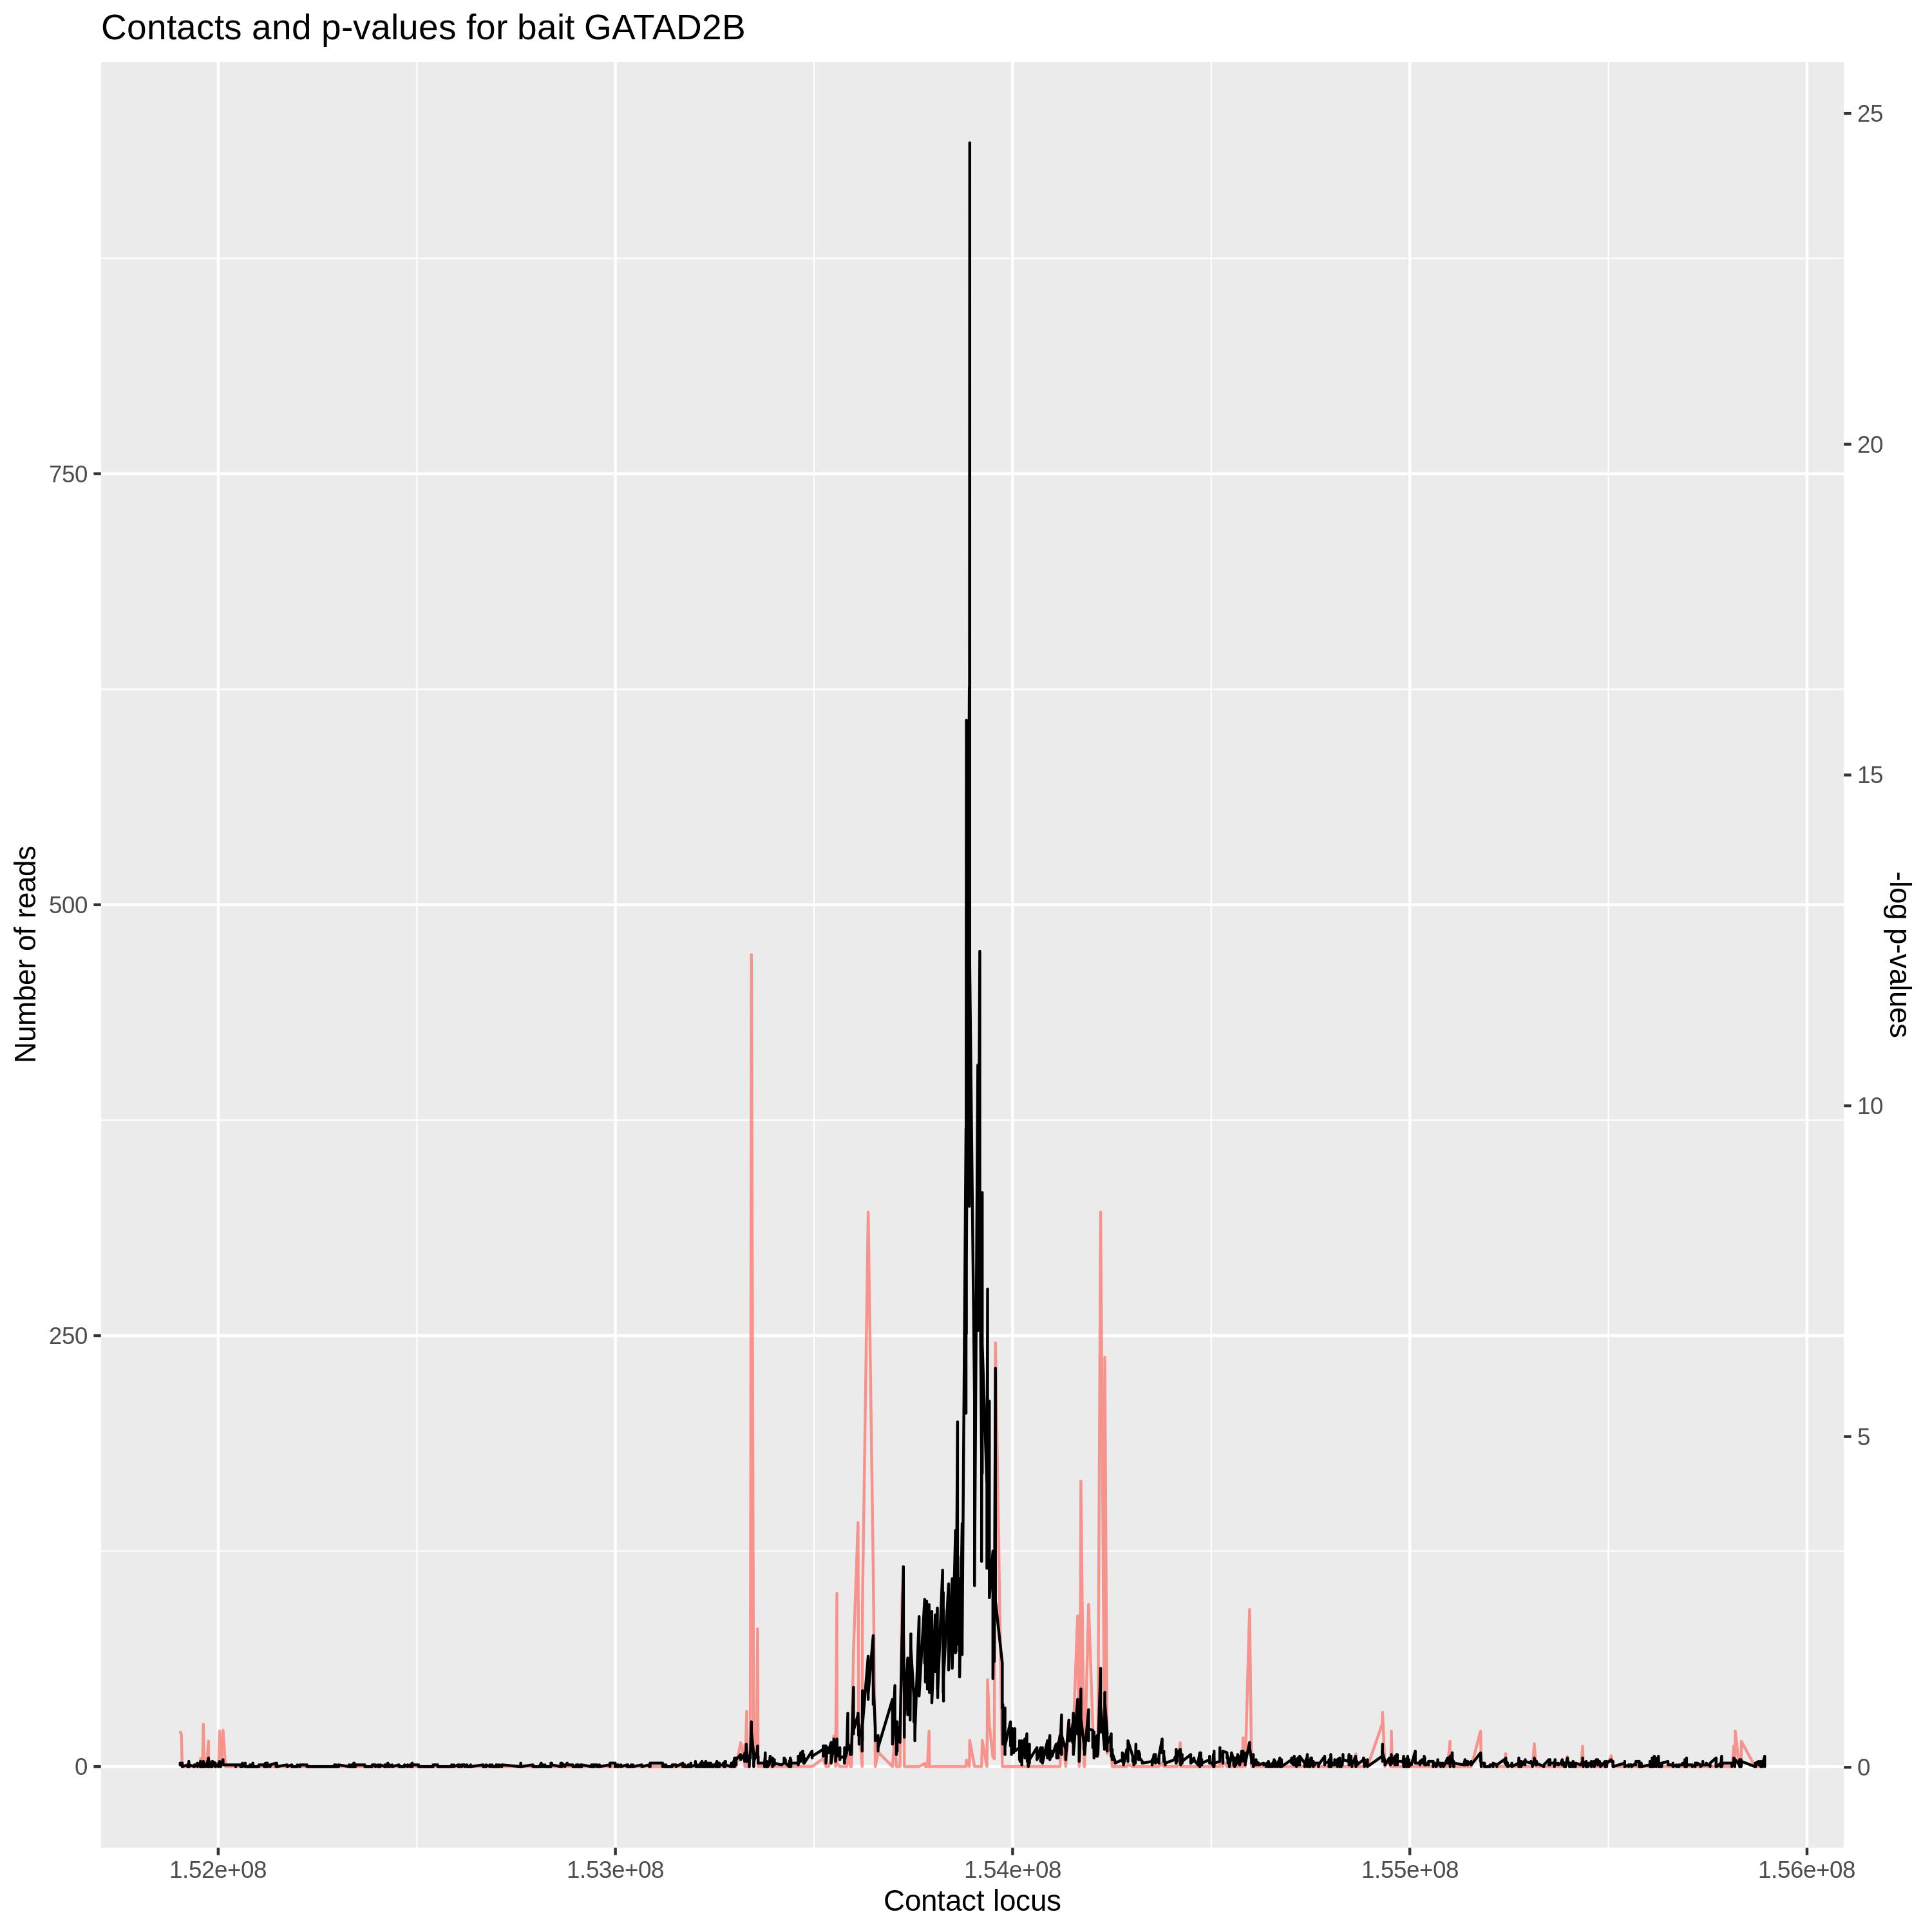 Contacts and p-values for bait GATAD2B
25
20
15
10
5
0
-log p-values
750
500
250
0
Number of reads
1.52e+08
1.53e+08
1.54e+08
1.55e+08
1.56e+08
Contact locus